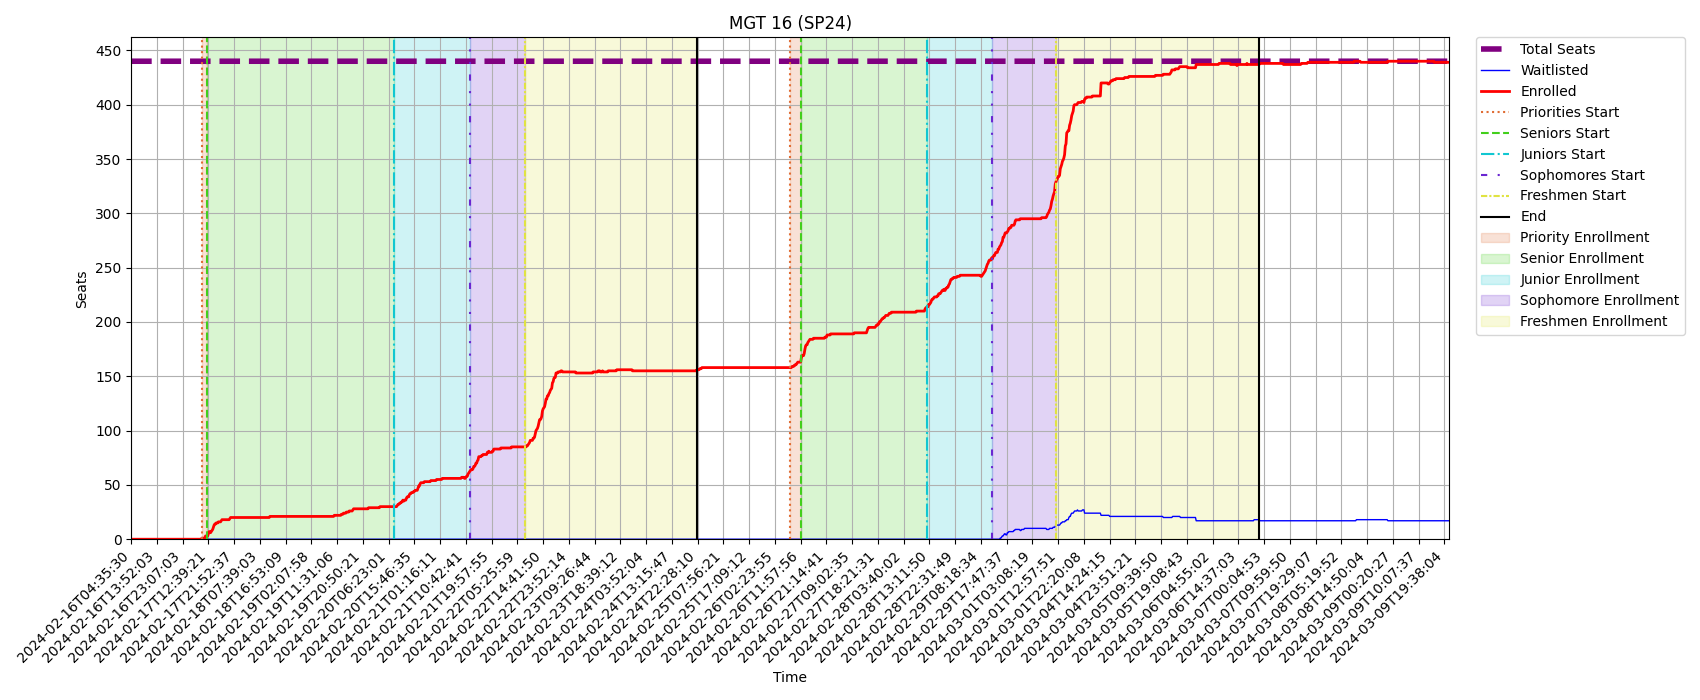 MGT 16 (SP24)
Seats
450
400
350
300
250
200
150
100
50
0
2024-02-16T04:35:30
2024-02-16T13:52:03
2024-02-16T23:07:03
2024-02-17T12:39:21
2024-02-17T21:52:37
2024-02-18T07:39:03
2024-02-18T16:53:09
2024-02-19T02:07:58
2024-02-19T11:31:06
2024-02-19T20:50:21
2024-02-20T06:23:01
2024-02-20T15:46:35
2024-02-21T01:16:11
2024-02-21T10:42:41
2024-02-21T19:57:55
2024-02-22T05:25:59
2024-02-22T14:41:50
2024-02-22T23:52:14
2024-02-23T09:26:44
2024-02-23T18:39:12
2024-02-24T03:52:04
2024-02-24T13:15:47
2024-02-24T22:28:10
2024-02-25T07:56:21
2024-02-25T17:09:12
2024-02-26T02:23:55
2024-02-26T11:57:56
2024-02-26T21:14:41
2024-02-27T09:02:35
2024-02-27T18:21:31
2024-02-28T03:40:02
2024-02-28T13:11:50
2024-02-28T22:31:49
2024-02-29T08:18:34
2024-02-29T17:47:37
2024-03-01T03:08:19
2024-03-01T12:57:51
2024-03-01T22:20:08
2024-03-04T14:24:15
2024-03-04T23:51:21
2024-03-05T09:39:50
2024-03-05T19:08:43
2024-03-06T04:55:02
2024-03-06T14:37:03
2024-03-07T00:04:53
2024-03-07T09:59:50
2024-03-07T19:29:07
2024-03-08T05:19:52
2024-03-08T14:50:04
2024-03-09T00:20:27
2024-03-09T10:07:37
2024-03-09T19:38:04
Time
Total Seats
Waitlisted
Enrolled
Priorities Start
Seniors Start
Juniors Start
Sophomores Start
Freshmen Start
End
Priority Enrollment
Senior Enrollment
Junior Enrollment
Sophomore Enrollment
Freshmen Enrollment